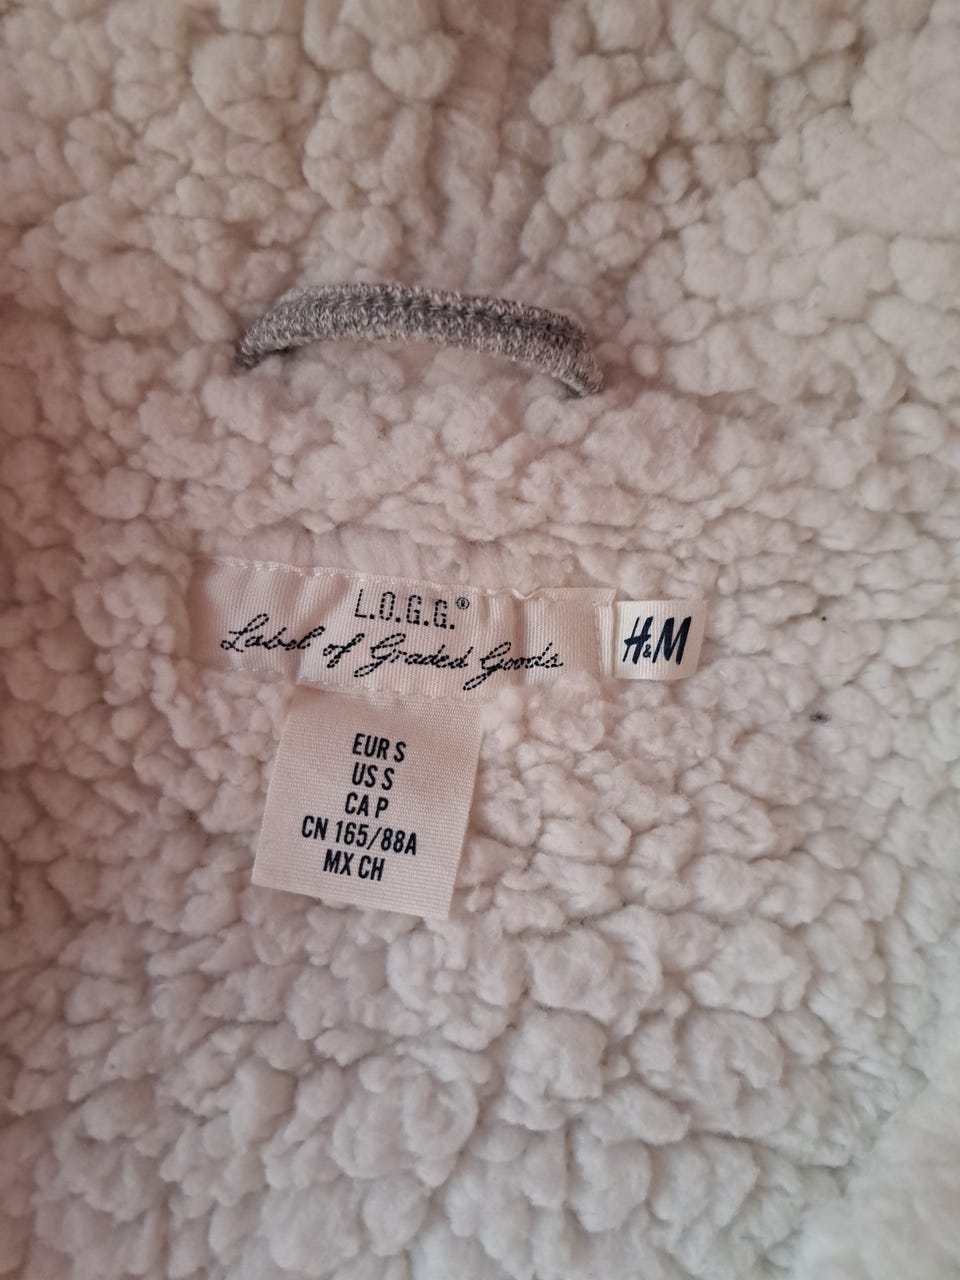 L.O.G.G.®
Label of Graded Goods
H&M
EUR S
US S
CA P
CN 165/88A
MX CH